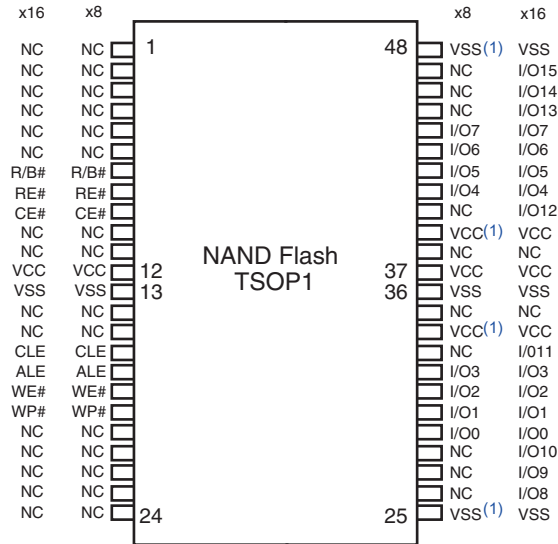 x16 x8 x8 x16
NC NC 1 48 VSS(1) VSS
NC NC NC I/O15
NC NC NC I/O14
NC NC NC I/O13
NC NC I/O7 I/O7
NC NC I/O6 I/O6
R/B# R/B# I/O5 I/O5
RE# RE# I/O4 I/O4
CE# CE# NC I/O12
NC NC VCC(1) VCC
NC NC NAND Flash NC NC
VCC VCC 12 TSOP1 37 VCC VCC
VSS VSS 13 36 VSS VSS
NC NC NC NC
NC NC VCC(1) VCC
CLE CLE NC I/011
ALE ALE I/O3 I/O3
WE# WE# I/O2 I/O2
WP# WP# I/O1 I/O1
NC NC I/O0 I/O0
NC NC NC I/O10
NC NC NC I/O9
NC NC NC I/O8
NC NC 24 25 VSS(1) VSS